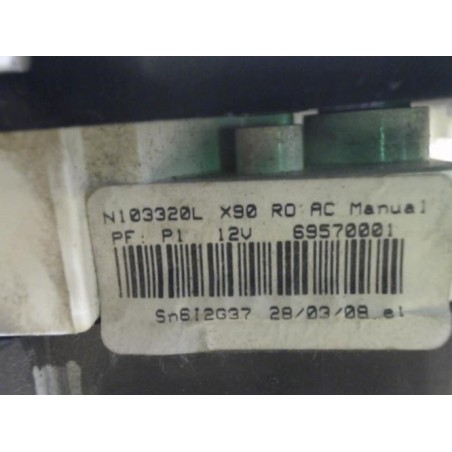 N103320L X90 RO AC Manual
PF: P1 12V 69570001
Sn6I2G37 28/03/08 el